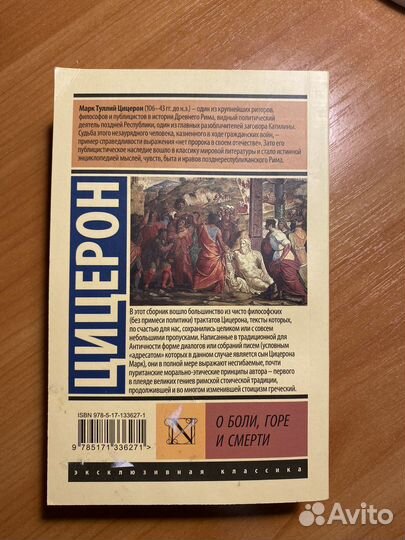 Марк Туллий Цицерон (106–43 гг. до н.э.) – один из крупнейших риторов,
философов и публицистов в истории Древнего Рима, видный политический
деятель поздней Республики, один из главных разоблачителей заговора Катилины.
Судьба этого незаурядного человека, казненного в ходе гражданских войн, –
пример справедливости выражения «нет пророка в своем отечестве». Зато его
публицистическое наследие вошло в классику мировой литературы и стало истинной
энциклопедией мыслей, чувств, быта и нравов позднереспубликанского Рима.
ЦИЦЕРОН
В этот сборник вошло большинство из чисто философских
(без примеси политики) трактатов Цицерона, тексты которых,
по счастью для нас, сохранились целиком или с совсем
небольшими пропусками. Написанные в традиционной для
Античности форме диалогов или собраний писем (условным
«адресатом» которых в данном случае является сын Цицерона
Марк), они в полной мере выражают несгибаемые, почти
пуританские морально-этические принципы автора – первого
в плеяде великих гениев римской стоической традиции,
продолжавшей и во многом изменившей стоицизм греческий.
ISBN 978-5-17-133627-1
9 785171 336271 >
О БОЛИ, ГОРЕ
И СМЕРТИ
эксклюзивная классика
Avito